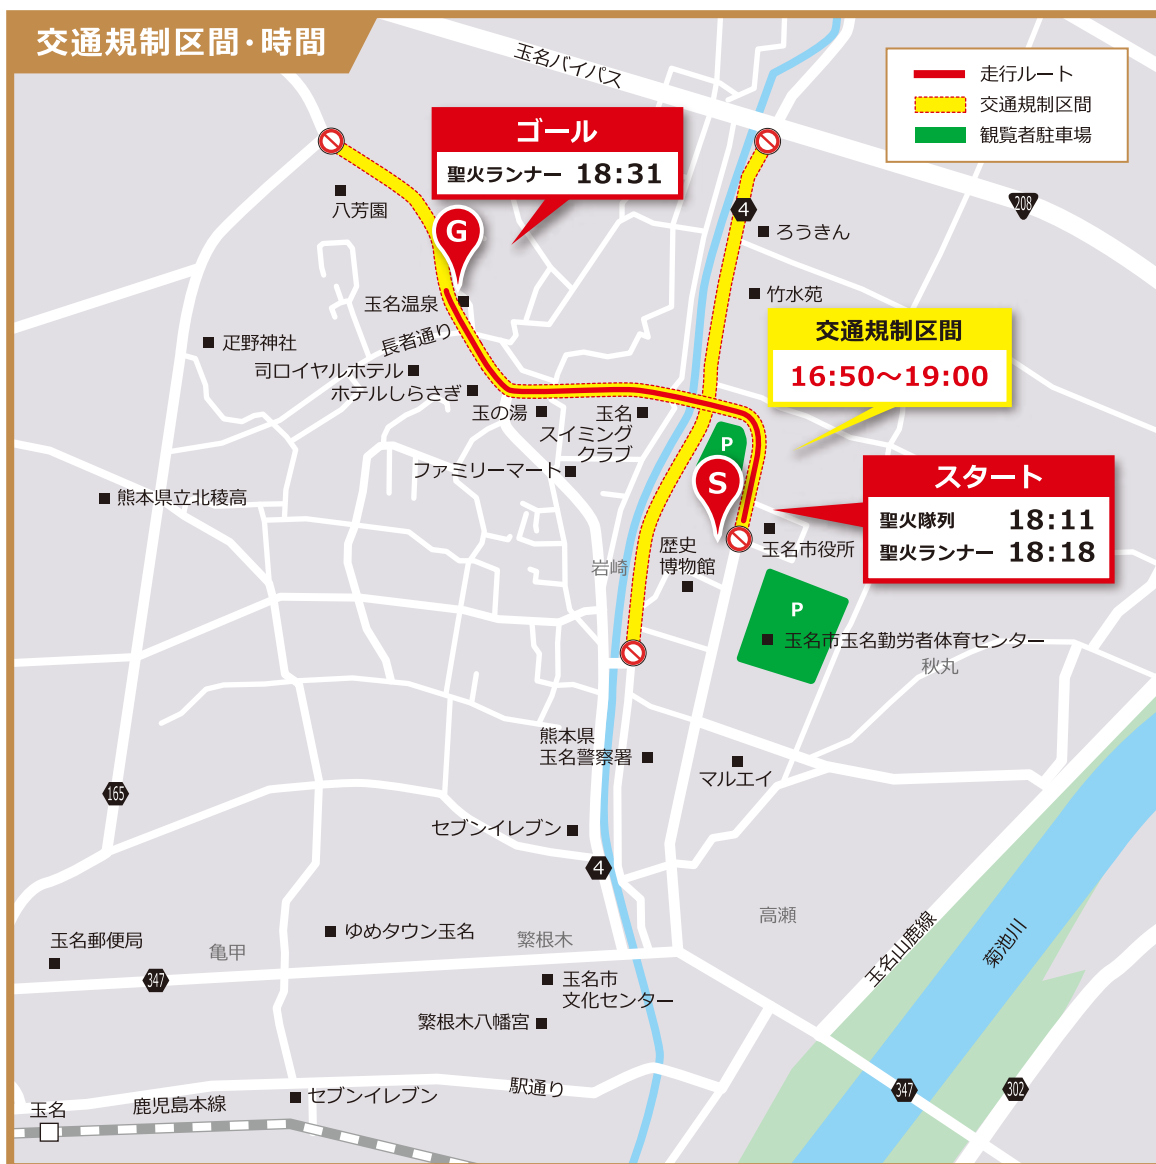 交通規制区間・時間
玉名バイパス
走行ルート
交通規制区間
観覧者駐車場
ゴール
聖火ランナー 18:31
八芳園
G
4
ろうきん
208
玉名温泉
竹水苑
長者通り
疋野神社
司ロイヤルホテル
ホテルしらさぎ
交通規制区間
16:50〜19:00
玉の湯
玉名
スイミング
クラブ
P
ファミリーマート
S
スタート
聖火隊列 18:11
聖火ランナー 18:18
熊本県立北稜高
玉名市役所
歴史
博物館
岩崎
P
玉名市玉名勤労者体育センター
秋丸
熊本県
玉名警察署
マルエイ
165
セブンイレブン
4
高瀬
玉名山鹿線
菊池川
玉名郵便局
亀甲
ゆめタウン玉名
繁根木
347
玉名市
文化センター
繁根木八幡宮
駅通り
347
302
セブンイレブン
玉名
鹿児島本線